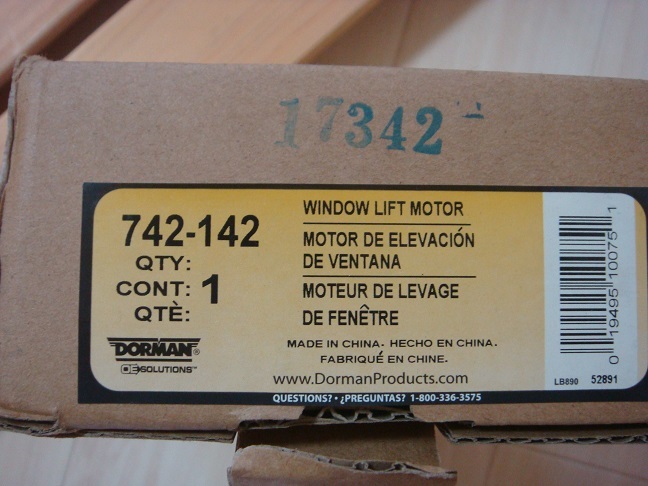 17342
742-142
QTY:
CONT: 1
QTÈ:
DORMAN®
OE SOLUTIONS™
WINDOW LIFT MOTOR
MOTOR DE ELEVACIÓN
DE VENTANA
MOTEUR DE LEVAGE
DE FENÊTRE
MADE IN CHINA. HECHO EN CHINA.
FABRIQUÉ EN CHINE.
www.DormanProducts.com
0 19495 10075 1
LB890 52891
QUESTIONS? • ¿PREGUNTAS? 1-800-336-3575